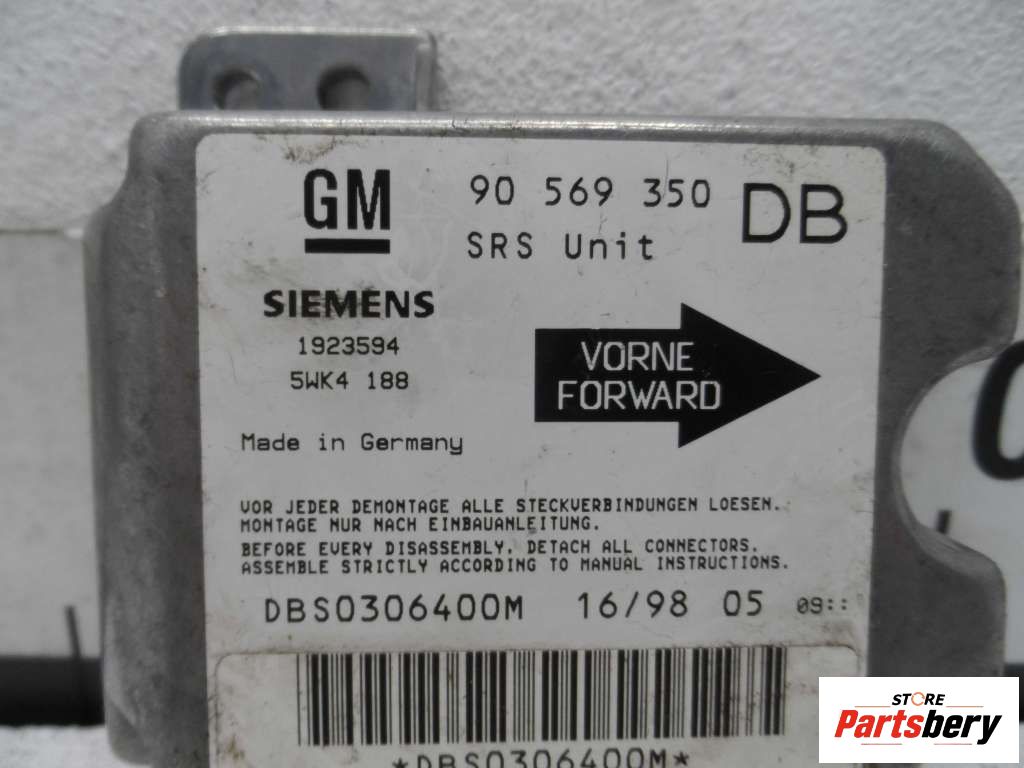 GM
90 569 350
DB
SRS Unit
SIEMENS
1923594
5WK4 188
VORNE
FORWARD
Made in Germany
VOR JEDER DEMONTAGE ALLE STECKVERBINDUNGEN LOESEN.
MONTAGE NUR NACH EINBAUANLEITUNG.
BEFORE EVERY DISASSEMBLY, DETACH ALL CONNECTORS.
ASSEMBLE STRICTLY ACCORDING TO MANUAL INSTRUCTIONS.
DBS0306400M 16/98 05 09::
*DBS0306400M*
STORE
Partsbery